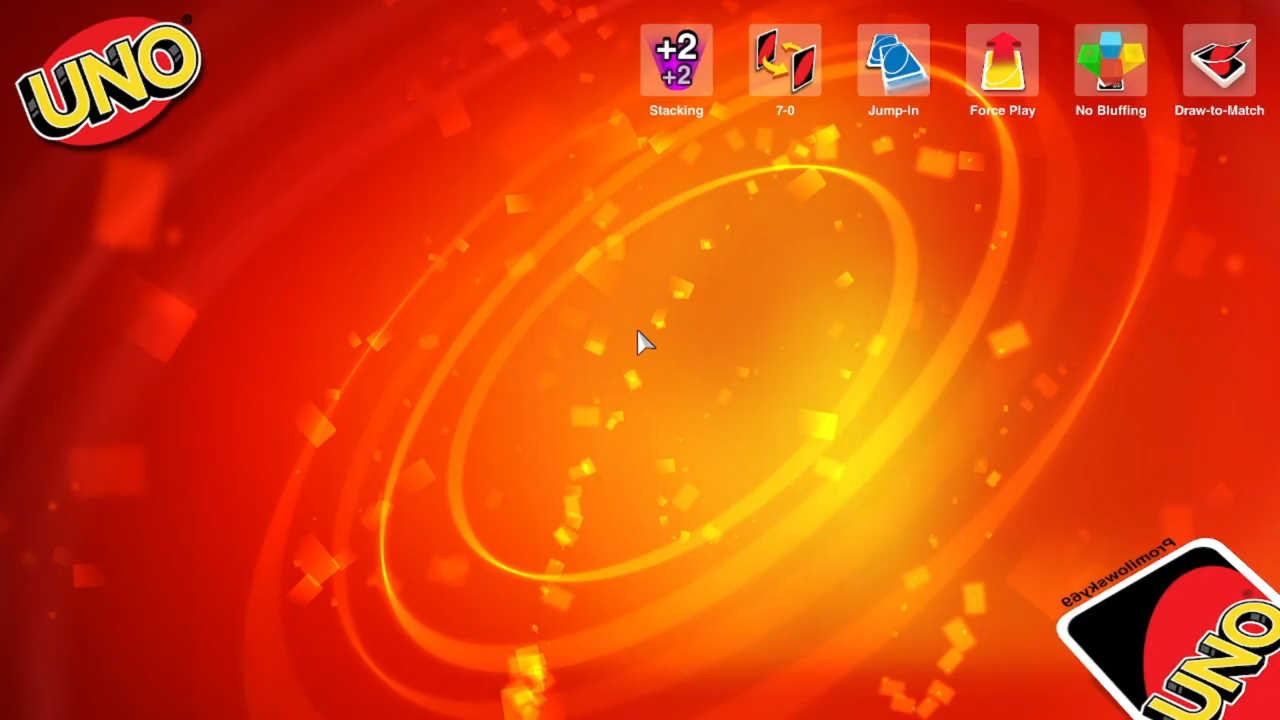 UNO
+2
+2
Stacking
7-0
Jump-In
Force Play
No Bluffing
Draw-to-Match
Promilowsky69
UNO